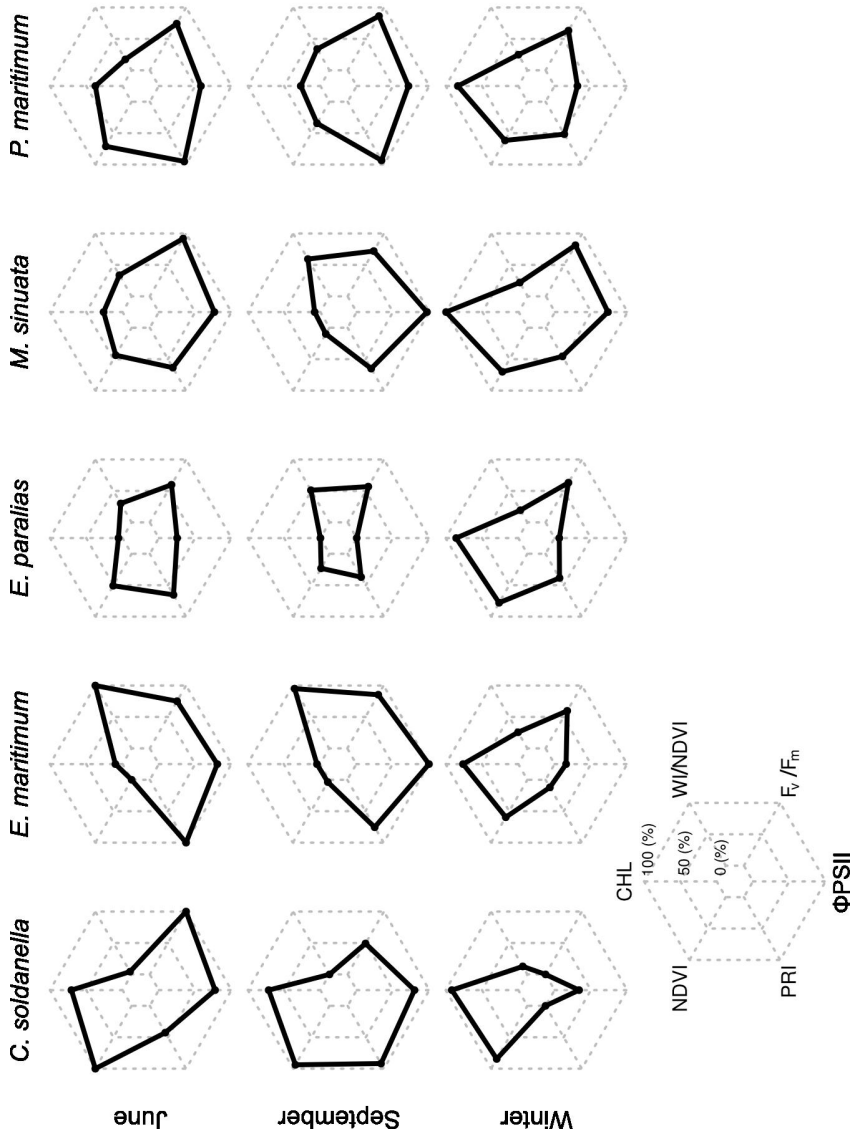 C. soldanella
E. maritimum
E. paralias
M. sinuata
P. maritimum
June
September
Winter
CHL
100 (%)
50 (%)
0 (%)
WI/NDVI
Fv /Fm
ΦPSII
PRI
NDVI